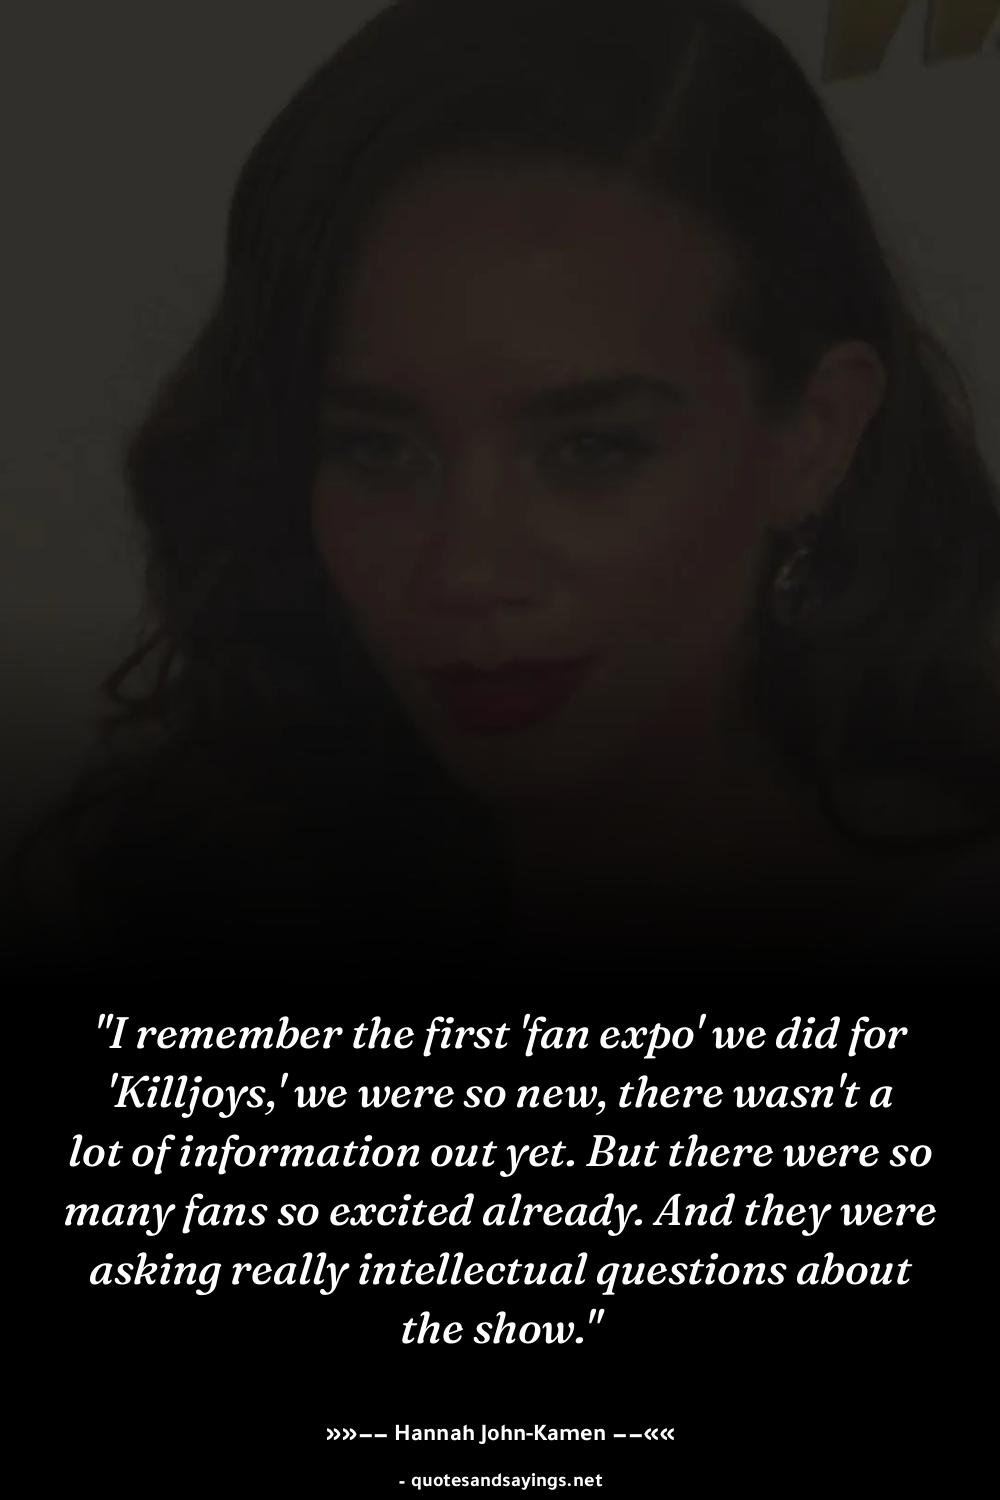 "I remember the first 'fan expo' we did for
'Killjoys,' we were so new, there wasn't a
lot of information out yet. But there were so
many fans so excited already. And they were
asking really intellectual questions about
the show."
»»−− Hannah John-Kamen −−««
- quotesandsayings.net